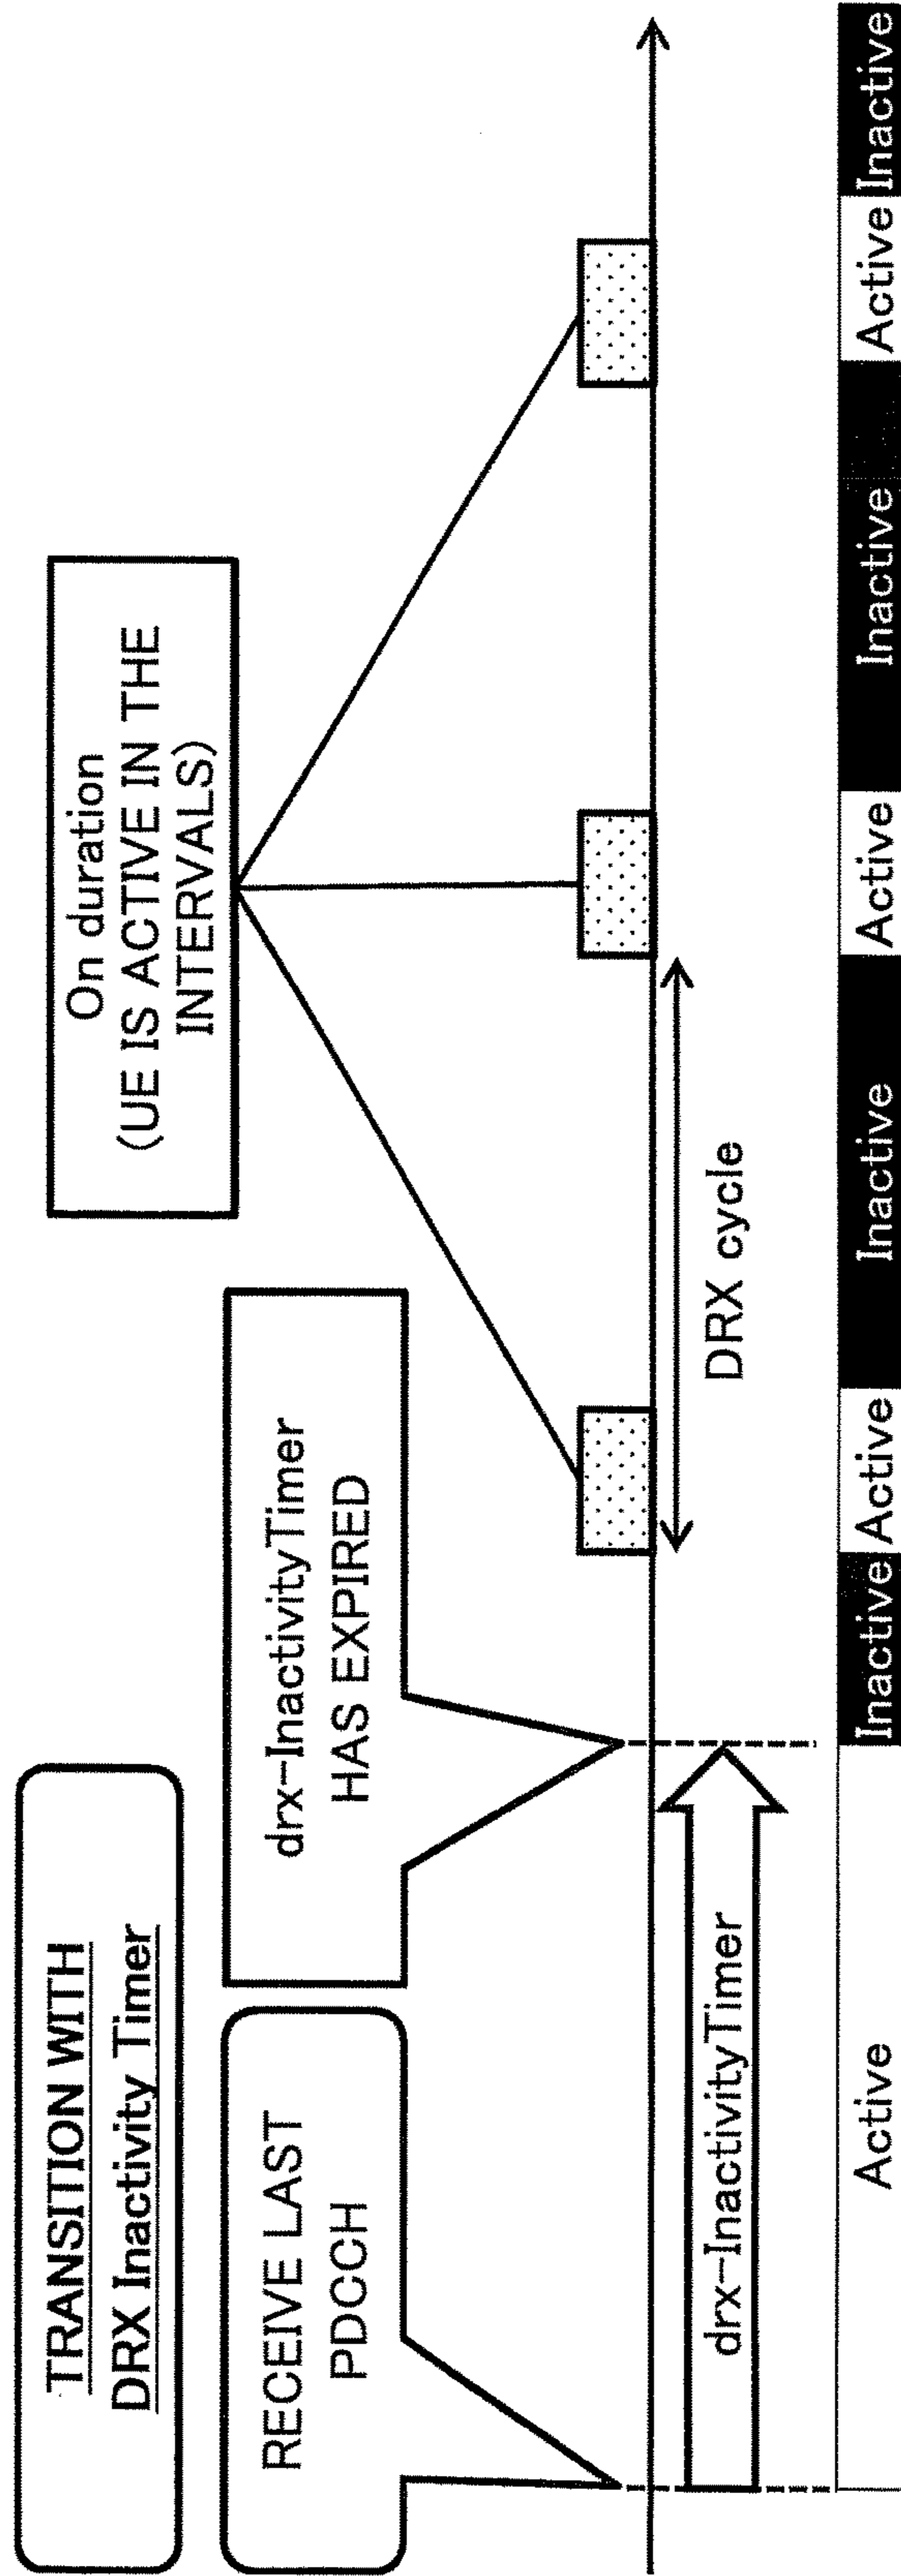 TRANSITION WITH
DRX Inactivity Timer
RECEIVE LAST
PDCCH
drx-InactivityTimer
HAS EXPIRED
On duration
(UE IS ACTIVE IN THE
INTERVALS)
drx-InactivityTimer
DRX cycle
Active
Inactive
Active
Inactive
Active
Inactive
Active
Inactive